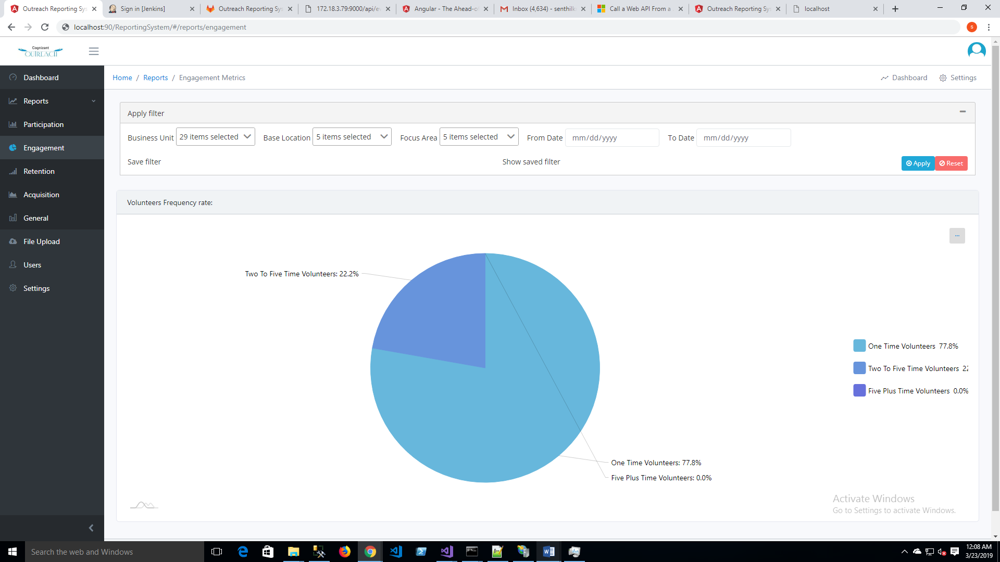 Outreach Reporting Sys
Sign in [Jenkins]
Outreach Reporting Sys
172.18.3.79:9000/api/ev
Angular - The Ahead-o
Inbox (4,634) - senthilk
Call a Web API From a
Outreach Reporting Sys
localhost
localhost:90/ReportingSystem/#/reports/engagement
S
Cognizant
OUTREACH
Dashboard
Reports
Participation
Engagement
Retention
Acquisition
General
File Upload
Users
Settings
Home / Reports / Engagement Metrics
Dashboard
Settings
Apply filter
Business Unit 29 items selected
Base Location 5 items selected
Focus Area 5 items selected
From Date mm/dd/yyyy
To Date mm/dd/yyyy
Save filter
Show saved filter
Apply
Reset
Volunteers Frequency rate:
...
Two To Five Time Volunteers: 22.2%
One Time Volunteers 77.8%
Two To Five Time Volunteers 22
Five Plus Time Volunteers 0.0%
One Time Volunteers: 77.8%
Five Plus Time Volunteers: 0.0%
Activate Windows
Go to Settings to activate Windows.
Search the web and Windows
12:08 AM
3/23/2019